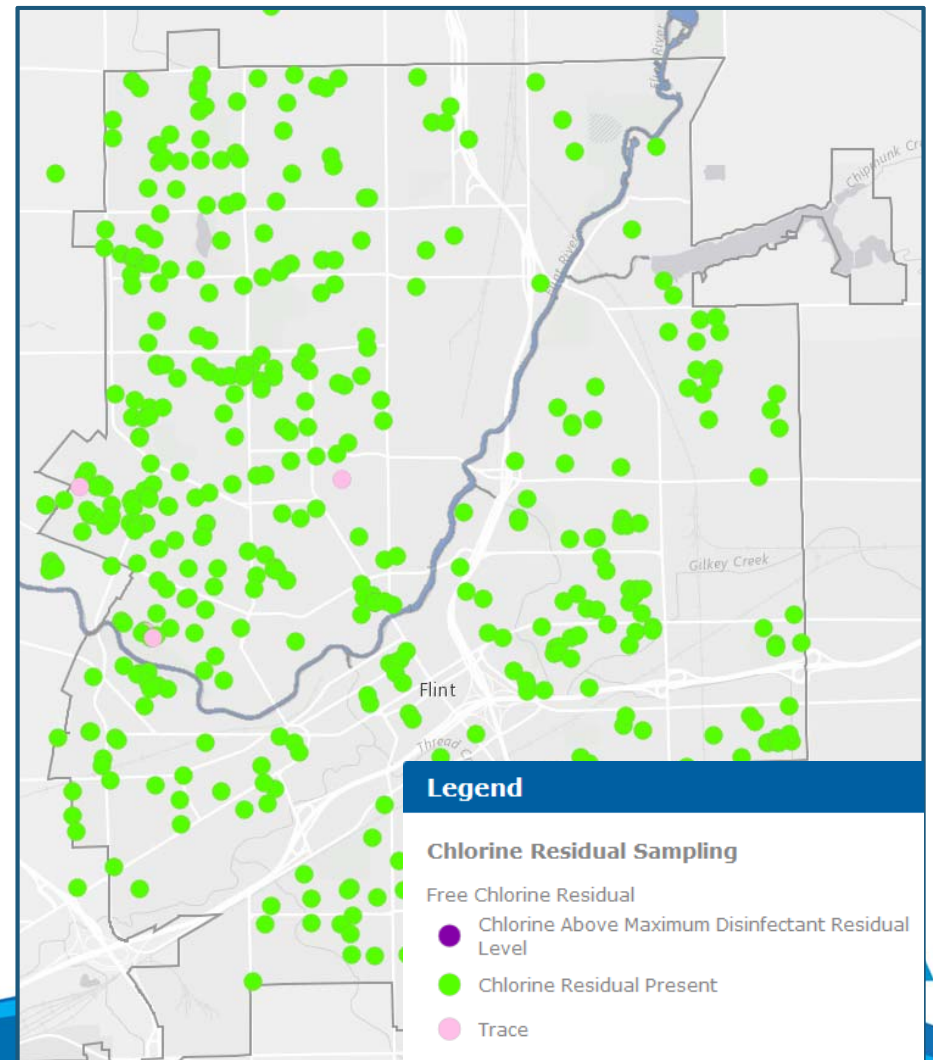 Flint River
Chipmunk Cr
Flint River
Gilkey Creek
Flint
Thread C
Legend
Chlorine Residual Sampling
Free Chlorine Residual
Chlorine Above Maximum Disinfectant Residual
Level
Chlorine Residual Present
Trace